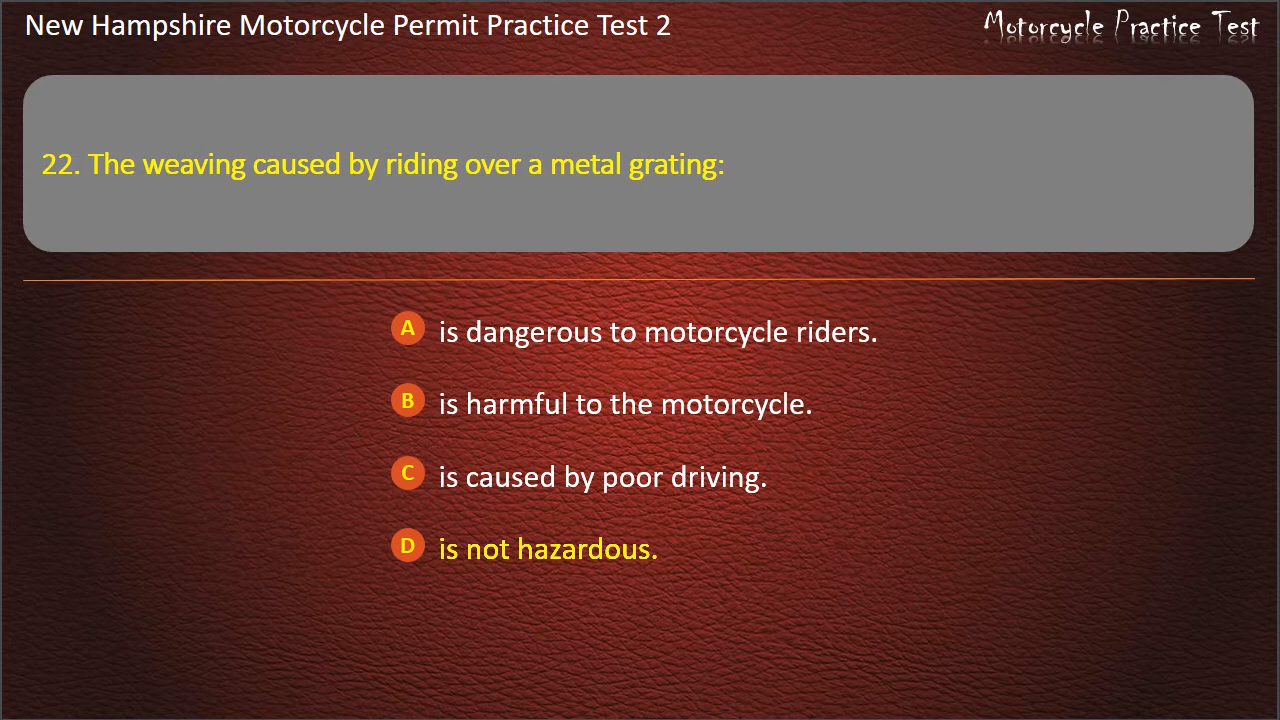 New Hampshire Motorcycle Permit Practice Test 2
Motorcycle Practice Test
22. The weaving caused by riding over a metal grating:
A is dangerous to motorcycle riders.
B is harmful to the motorcycle.
C is caused by poor driving.
D is not hazardous.